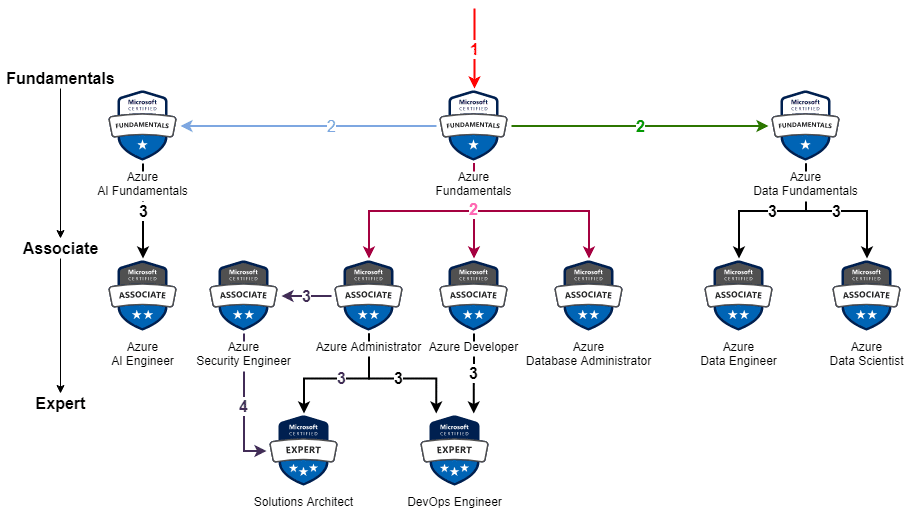 1
Fundamentals
Microsoft
CERTIFIED
FUNDAMENTALS
Microsoft
CERTIFIED
FUNDAMENTALS
Microsoft
CERTIFIED
FUNDAMENTALS
2
2
Azure
AI Fundamentals
Azure
Fundamentals
Azure
Data Fundamentals
3
2
3
3
Associate
Microsoft
CERTIFIED
ASSOCIATE
Microsoft
CERTIFIED
ASSOCIATE
3
Microsoft
CERTIFIED
ASSOCIATE
Microsoft
CERTIFIED
ASSOCIATE
Microsoft
CERTIFIED
ASSOCIATE
Microsoft
CERTIFIED
ASSOCIATE
Microsoft
CERTIFIED
ASSOCIATE
Azure
AI Engineer
Azure
Security Engineer
Azure Administrator
Azure Developer
Azure
Database Administrator
Azure
Data Engineer
Azure
Data Scientist
3
3
3
Expert
4
Microsoft
CERTIFIED
EXPERT
Microsoft
CERTIFIED
EXPERT
Solutions Architect
DevOps Engineer